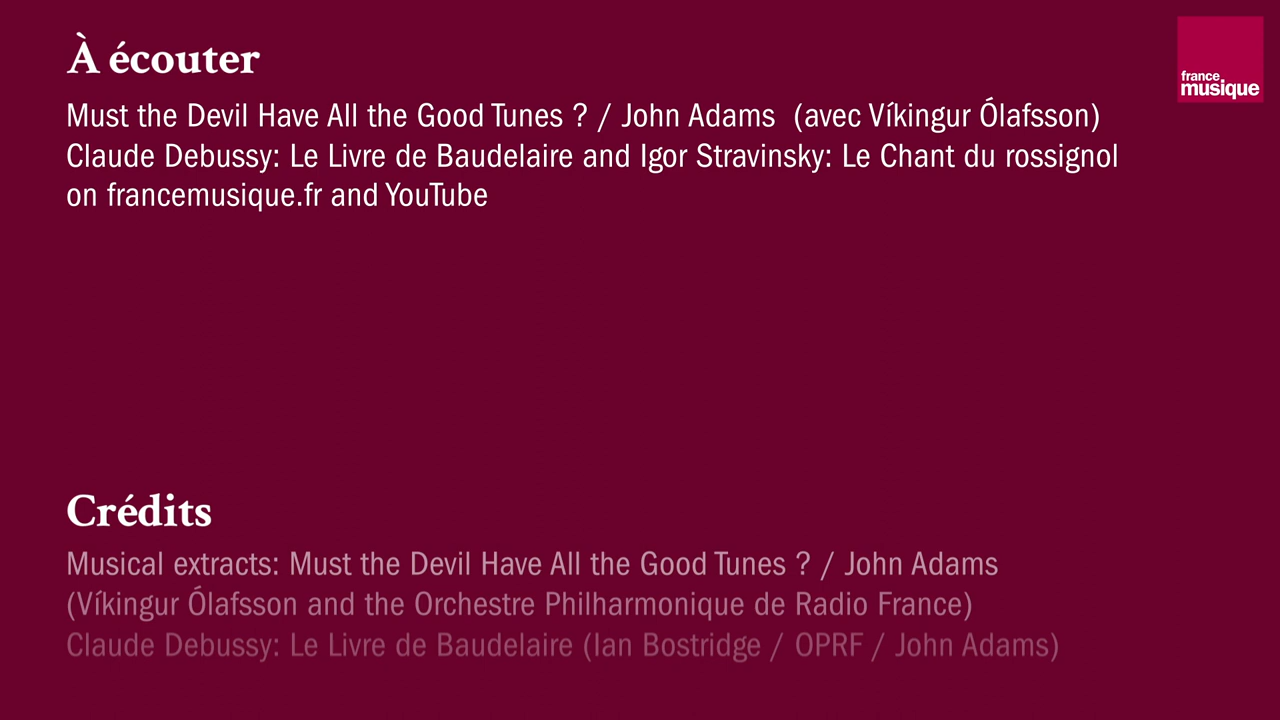 À écouter
france
musique
Must the Devil Have All the Good Tunes ? / John Adams (avec Víkingur Ólafsson)
Claude Debussy: Le Livre de Baudelaire and Igor Stravinsky: Le Chant du rossignol
on francemusique.fr and YouTube
Crédits
Musical extracts: Must the Devil Have All the Good Tunes ? / John Adams
(Víkingur Ólafsson and the Orchestre Philharmonique de Radio France)
Claude Debussy: Le Livre de Baudelaire (Ian Bostridge / OPRF / John Adams)